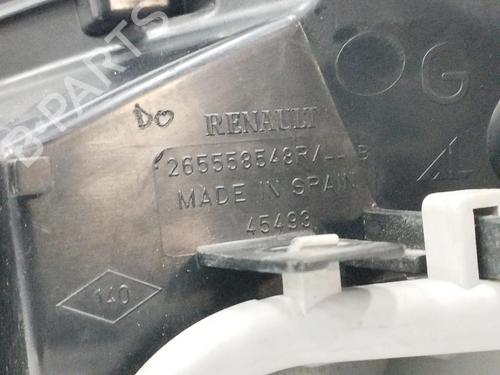 DO
RENAULT
265558548R/
MADE IN SPAIN
45493
140
G
B-PARTS